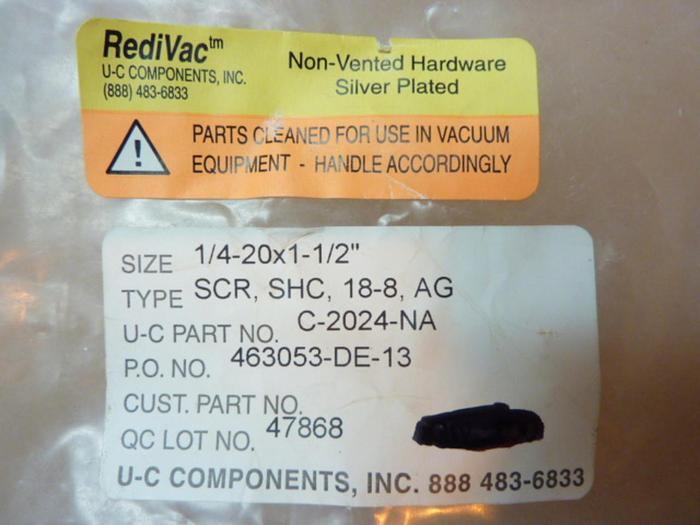 RediVac™
U-C COMPONENTS, INC.
(888) 483-6833
Non-Vented Hardware
Silver Plated
!
PARTS CLEANED FOR USE IN VACUUM
EQUIPMENT - HANDLE ACCORDINGLY
SIZE 1/4-20x1-1/2"
TYPE SCR, SHC, 18-8, AG
U-C PART NO. C-2024-NA
P.O. NO. 463053-DE-13
CUST. PART NO.
QC LOT NO. 47868
U-C COMPONENTS, INC. 888 483-6833